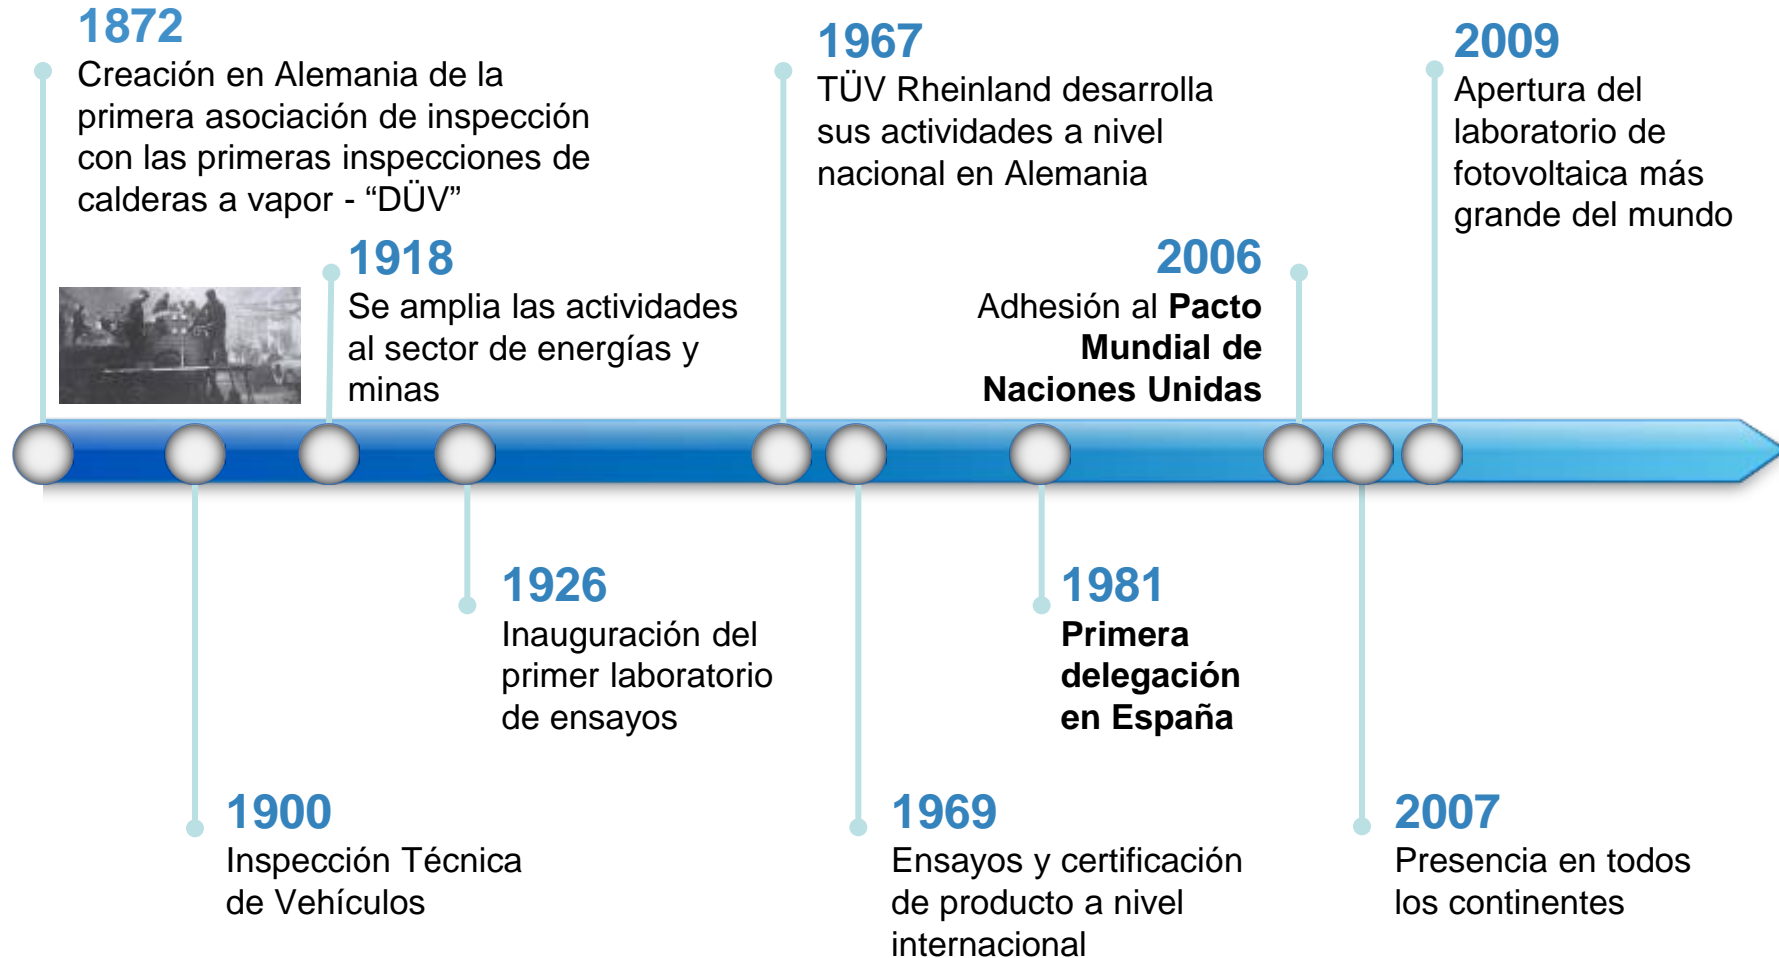 1872
Creación en Alemania de la
primera asociación de inspección
con las primeras inspecciones de
calderas a vapor - “DÜV”
1918
Se amplia las actividades
al sector de energías y
minas
1967
TÜV Rheinland desarrolla
sus actividades a nivel
nacional en Alemania
2006
Adhesión al Pacto
Mundial de
Naciones Unidas
2009
Apertura del
laboratorio de
fotovoltaica más
grande del mundo
1900
Inspección Técnica
de Vehículos
1926
Inauguración del
primer laboratorio
de ensayos
1969
Ensayos y certificación
de producto a nivel
internacional
1981
Primera
delegación
en España
2007
Presencia en todos
los continentes